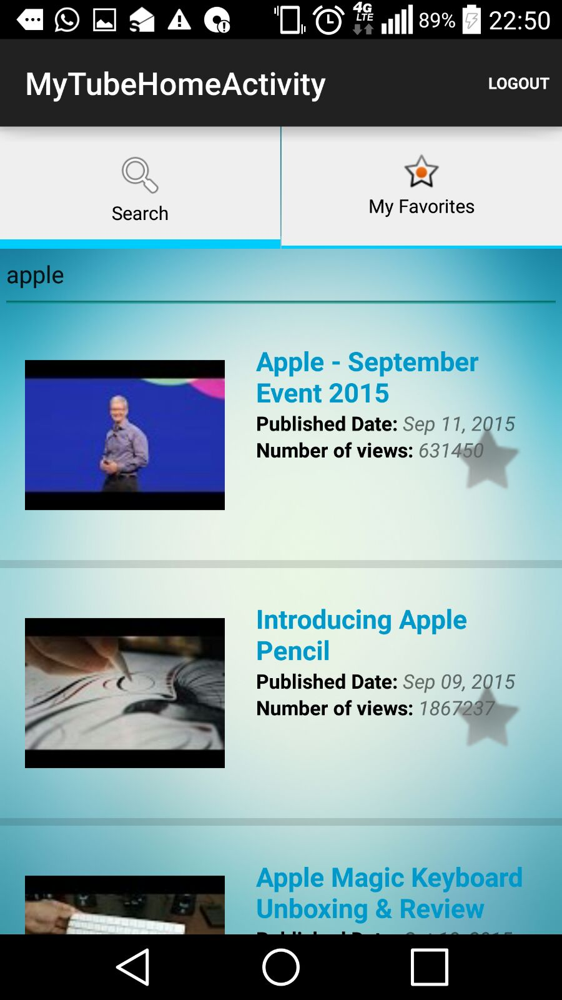 4G
LTE
89%
22:50
MyTubeHomeActivity
LOGOUT
Search
My Favorites
apple
Apple - September
Event 2015
Published Date: Sep 11, 2015
Number of views: 631450
Introducing Apple
Pencil
Published Date: Sep 09, 2015
Number of views: 1867237
Apple Magic Keyboard
Unboxing & Review